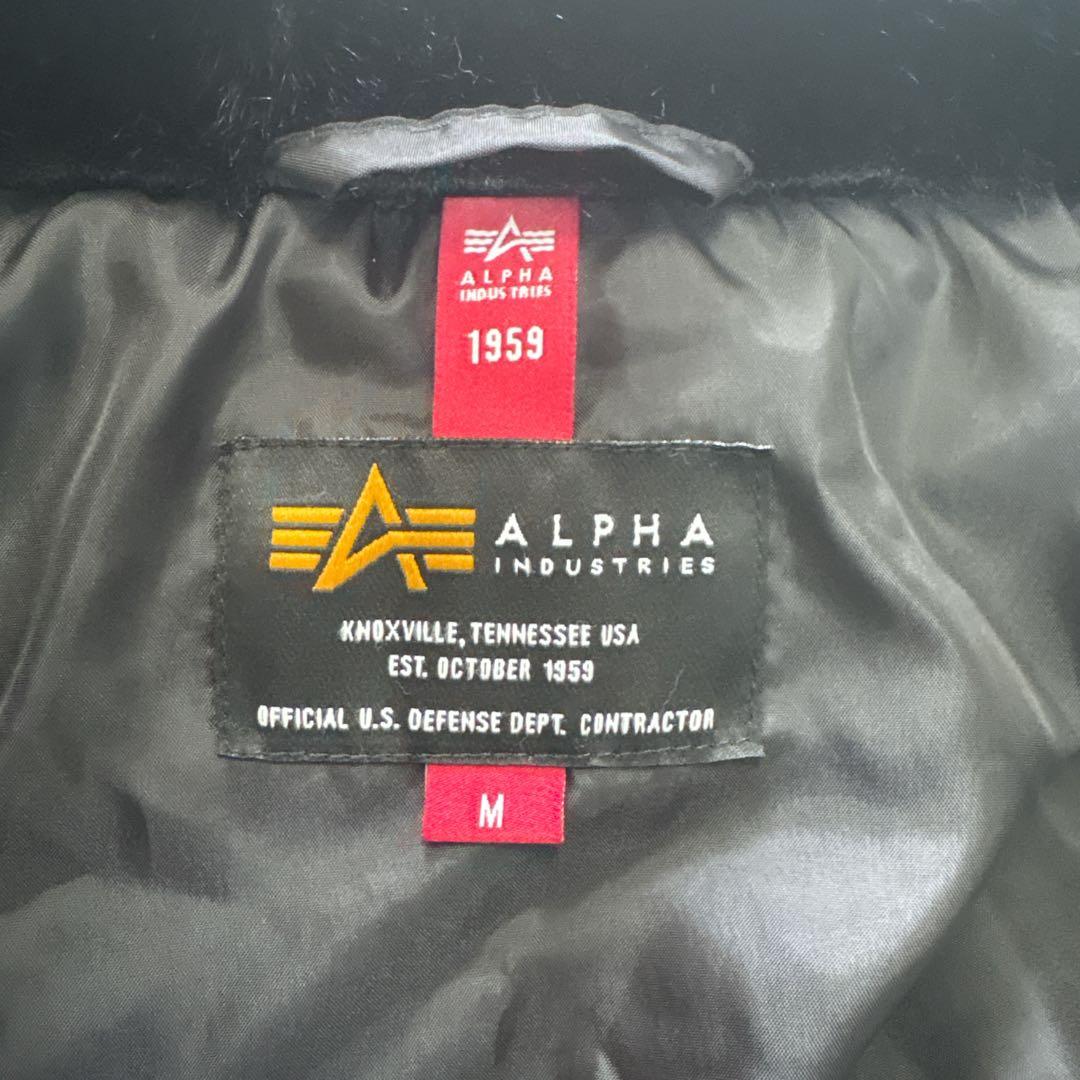 ALPHA
INDUSTRIES
1959
ALPHA
INDUSTRIES
KNOXVILLE, TENNESSEE USA
EST. OCTOBER 1959
OFFICIAL U.S. DEFENSE DEPT. CONTRACTOR
M